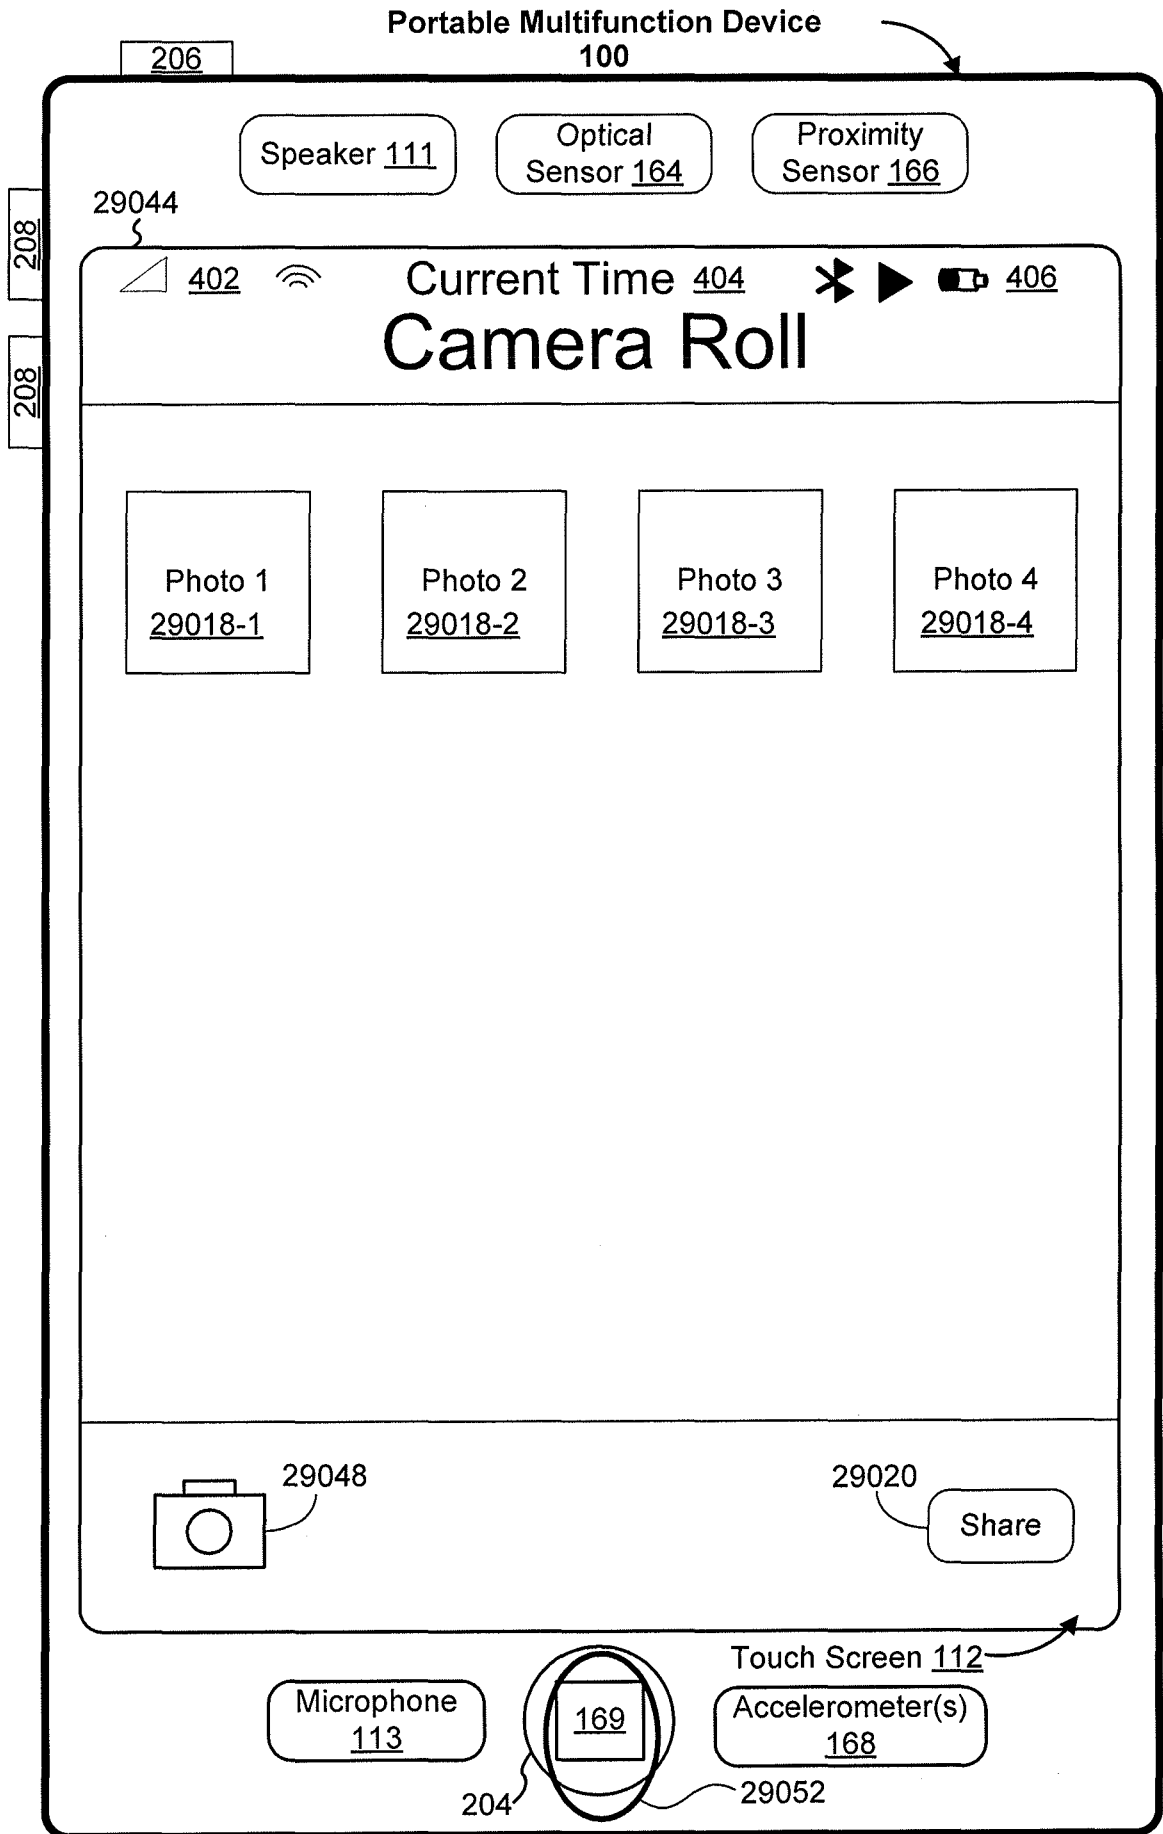 Portable Multifunction Device
100
206
Speaker 111
Optical
Sensor 164
Proximity
Sensor 166
29044
208
208
402
Current Time 404
406
Camera Roll
Photo 1
29018-1
Photo 2
29018-2
Photo 3
29018-3
Photo 4
29018-4
29048
29020
Share
Touch Screen 112
Microphone
113
169
Accelerometer(s)
168
204
29052